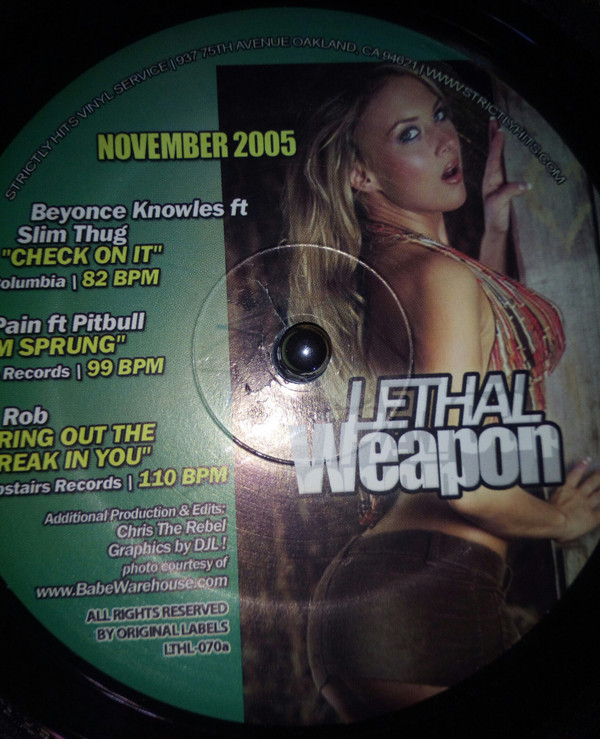 STRICTLY HITS VINYL SERVICE | 937 75TH AVENUE OAKLAND, CA 94621 | WWW.STRICTLYHITS.COM
NOVEMBER 2005
Beyonce Knowles ft
Slim Thug
"CHECK ON IT"
olumbia | 82 BPM
Pain ft Pitbull
M SPRUNG"
Records | 99 BPM
Rob
RING OUT THE
REAK IN YOU"
pstairs Records | 110 BPM
Additional Production & Edits:
Chris The Rebel
Graphics by DJL!
photo courtesy of
www.BabeWarehouse.com
ALL RIGHTS RESERVED
BY ORIGINAL LABELS
LTHL-070a
LETHAL
Weapon